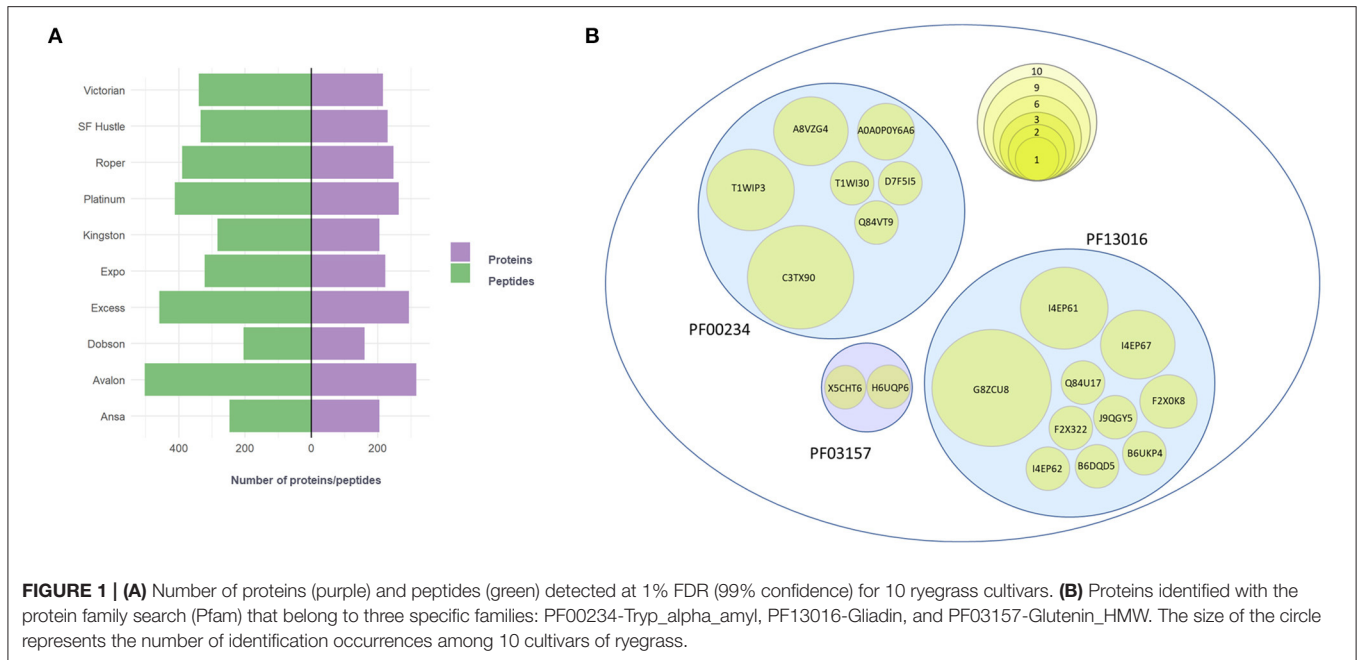 A
Victorian
SF Hustle
Roper
Platinum
Kingston
Expo
Excess
Dobson
Avalon
Ansa
400
200
0
200
Number of proteins/peptides
Proteins
Peptides
B
10
9
6
3
2
1
A8VZG4
A0A0P0Y6A6
T1WIP3
T1WI30
D7F5I5
Q84VT9
C3TX90
PF00234
PF13016
I4EP61
I4EP67
G8ZCU8
Q84U17
F2X0K8
J9QGY5
F2X322
B6UKP4
I4EP62
B6DQD5
X5CHT6
H6UQP6
PF03157
FIGURE 1 | (A) Number of proteins (purple) and peptides (green) detected at 1% FDR (99% confidence) for 10 ryegrass cultivars. (B) Proteins identified with the
protein family search (Pfam) that belong to three specific families: PF00234-Tryp_alpha_amyl, PF13016-Gliadin, and PF03157-Glutenin_HMW. The size of the circle
represents the number of identification occurrences among 10 cultivars of ryegrass.